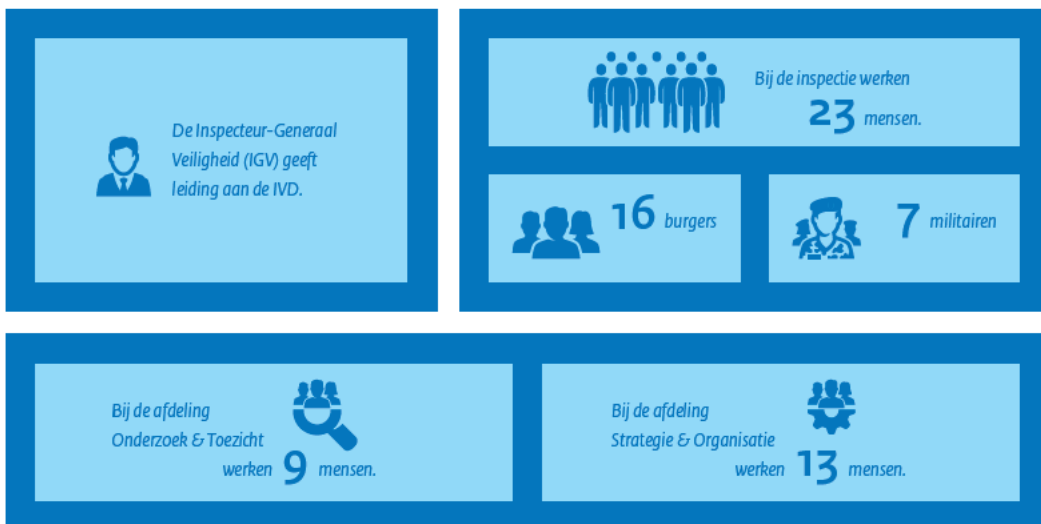 De Inspecteur-Generaal
Veiligheid (IGV) geeft
leiding aan de IVD.
Bij de inspectie werken
23 mensen.
16 burgers
7 militairen
Bij de afdeling
Onderzoek & Toezicht
werken 9 mensen.
Bij de afdeling
Strategie & Organisatie
werken 13 mensen.